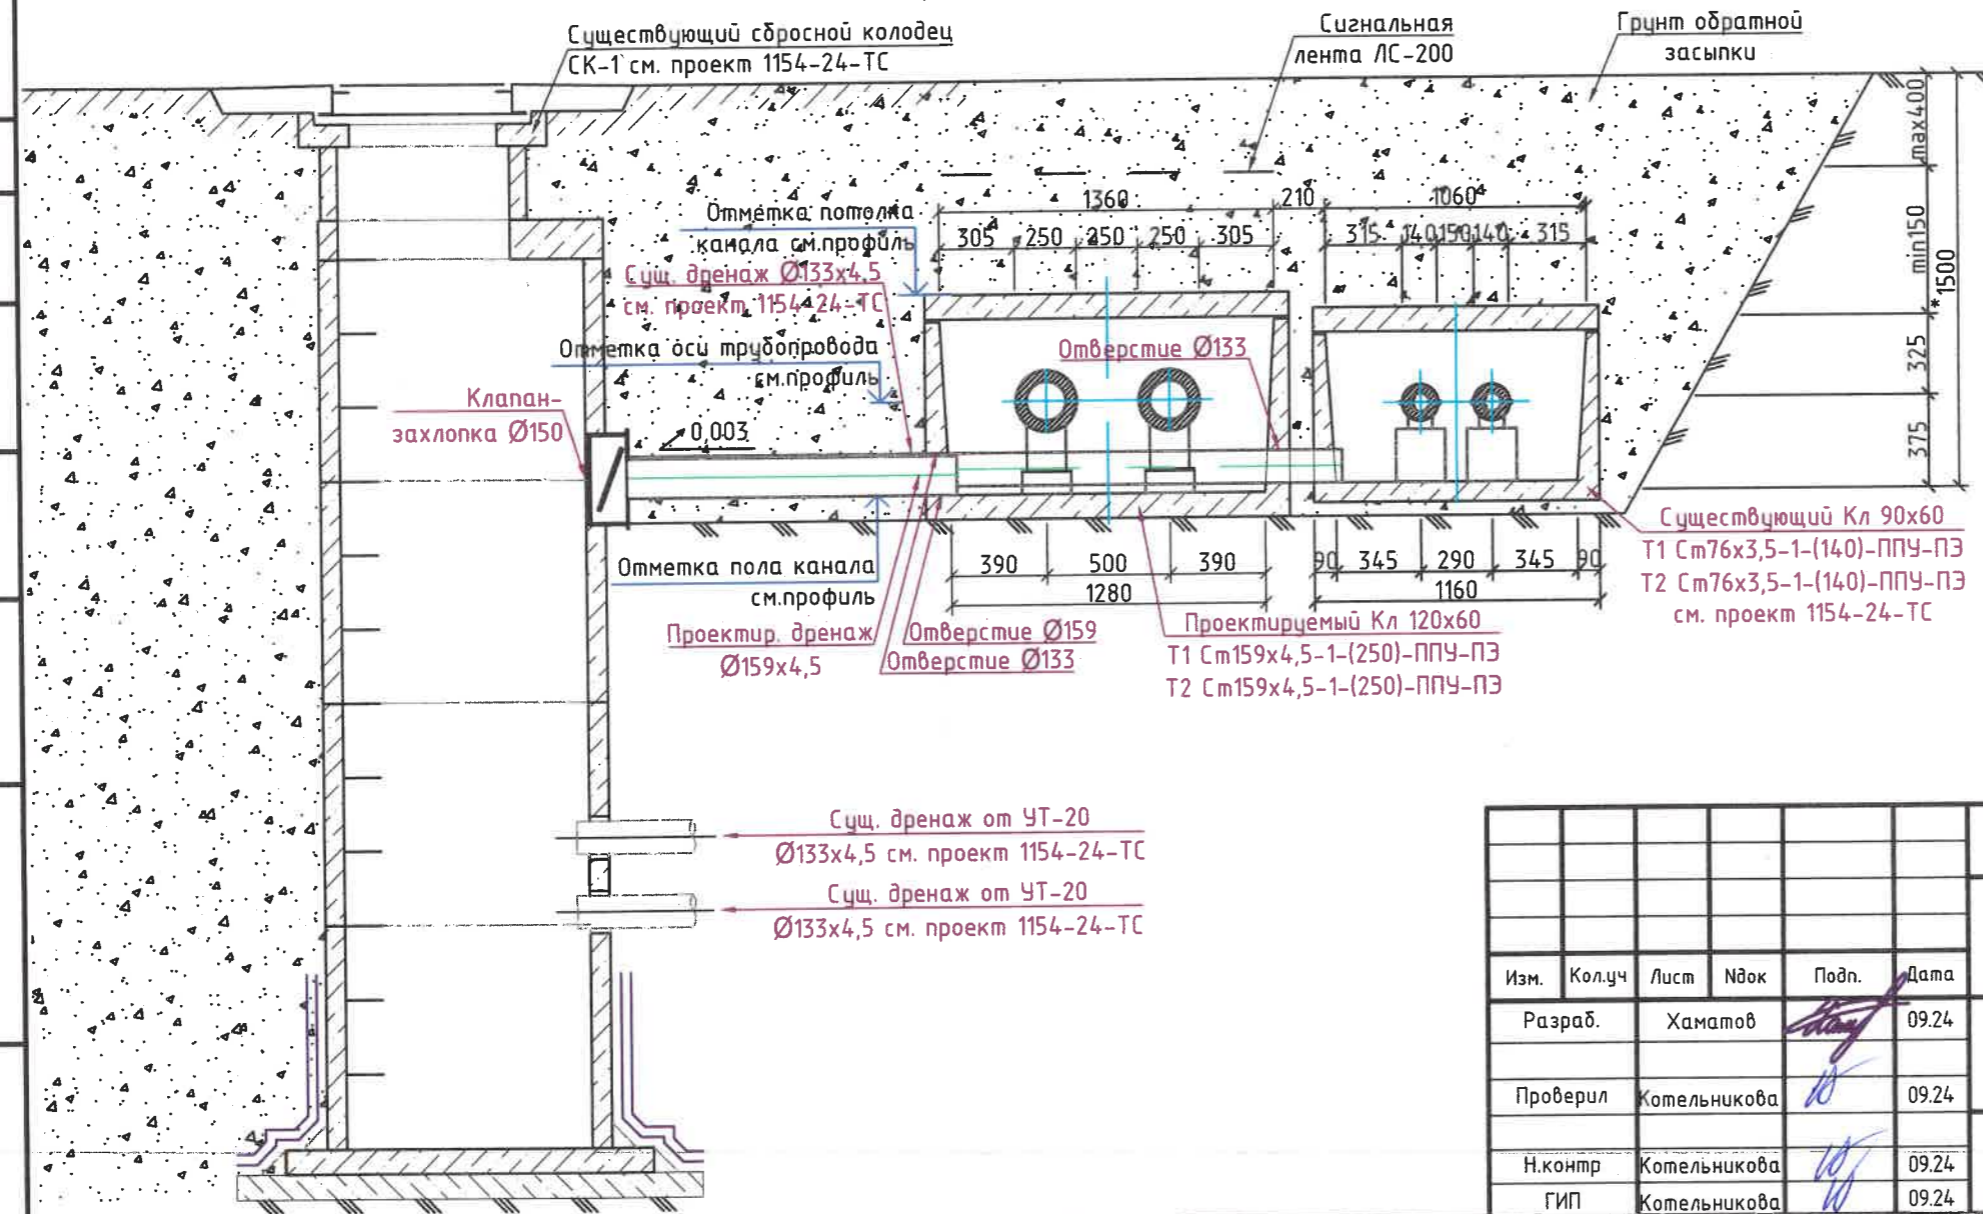 Существующий сбросной колодец
СК-1 см. проект 1154-24-ТС
Сигнальная
лента ЛС-200
Грунт обратной
засыпки
max400
min150
*1500
325
375
1360
210
1060
305 250 250 250 305
315 140 150 140 315
Отметка потолка
канала см.профиль
Сущ. дренаж Ø133х4,5
см. проект 1154-24-ТС
Отметка оси трубопровода
см.профиль
Отверстие Ø133
Клапан-
захлопка Ø150
0,003
Отметка пола канала
см.профиль
390 500 390
1280
90 345 290 345 90
1160
Существующий Кл 90х60
Т1 Ст76х3,5-1-(140)-ППУ-ПЭ
Т2 Ст76х3,5-1-(140)-ППУ-ПЭ
см. проект 1154-24-ТС
Проектир. дренаж
Ø159х4,5
Отверстие Ø159
Отверстие Ø133
Проектируемый Кл 120х60
Т1 Ст159х4,5-1-(250)-ППУ-ПЭ
Т2 Ст159х4,5-1-(250)-ППУ-ПЭ
Сущ. дренаж от УТ-20
Ø133х4,5 см. проект 1154-24-ТС
Сущ. дренаж от УТ-20
Ø133х4,5 см. проект 1154-24-ТС
Изм. Кол.уч Лист Nдок Подп. Дата
Разраб. Хаматов 09.24
Проверил Котельникова 09.24
Н.контр Котельникова 09.24
ГИП Котельникова 09.24